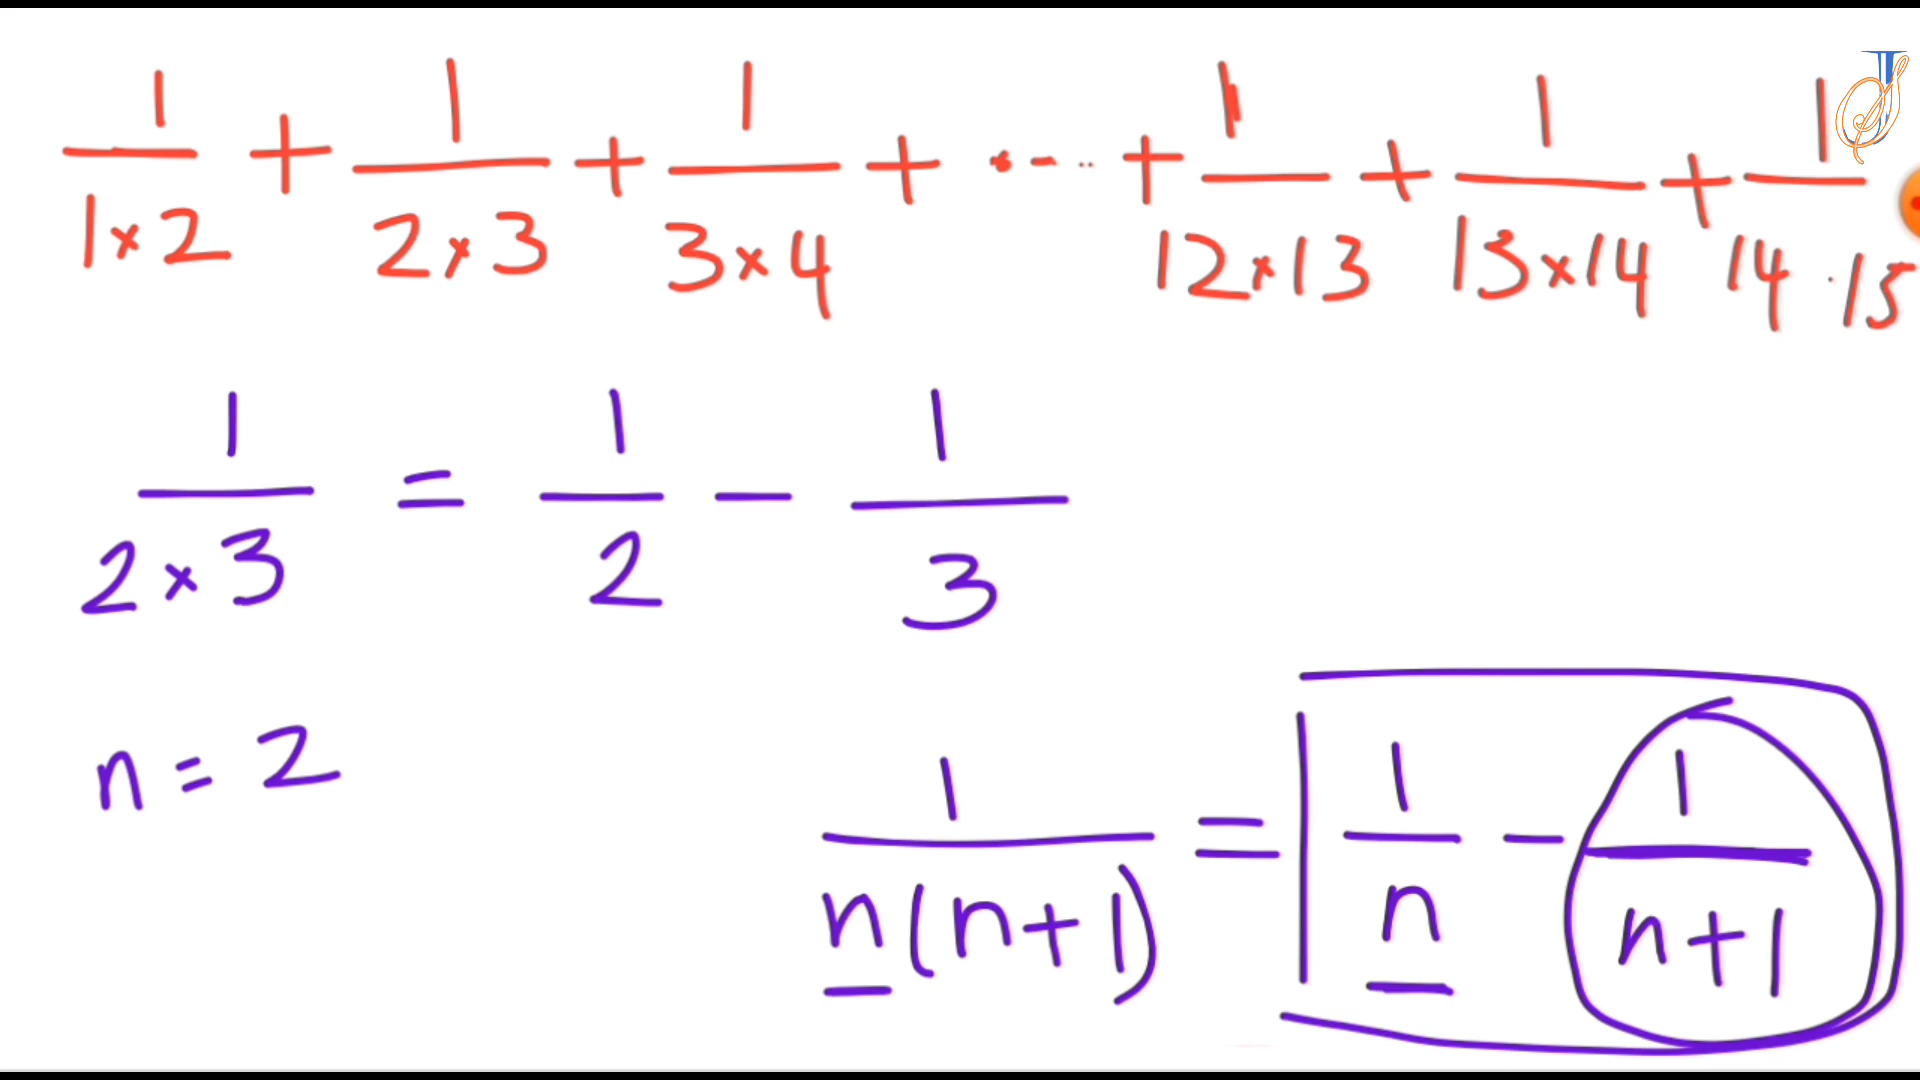 1/(1×2) + 1/(2×3) + 1/(3×4) + ..... + 1/(12×13) + 1/(13×14) + 1/(14·15)
1/(2×3) = 1/2 - 1/3
n = 2
1/(n(n+1)) = 1/n - 1/(n+1)